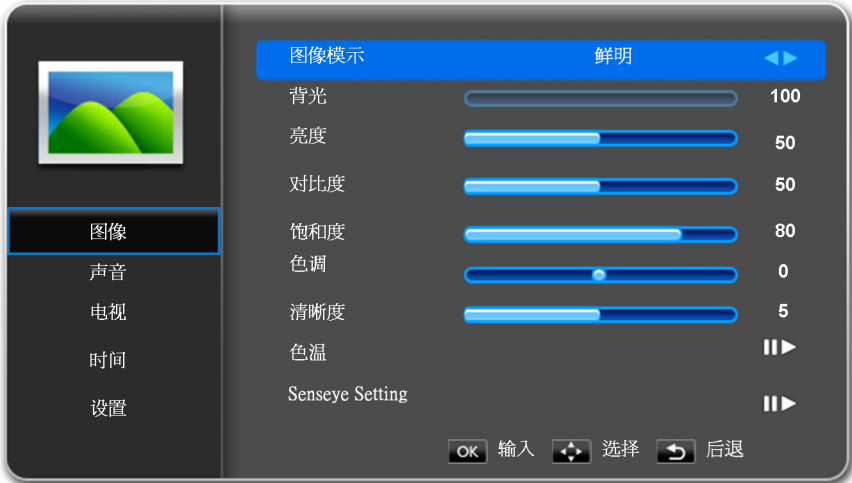 图像模示 鲜明
背光 100
亮度 50
对比度 50
饱和度 80
色调 0
清晰度 5
色温
Senseye Setting
图像
声音
电视
时间
设置
OK 输入 选择 后退